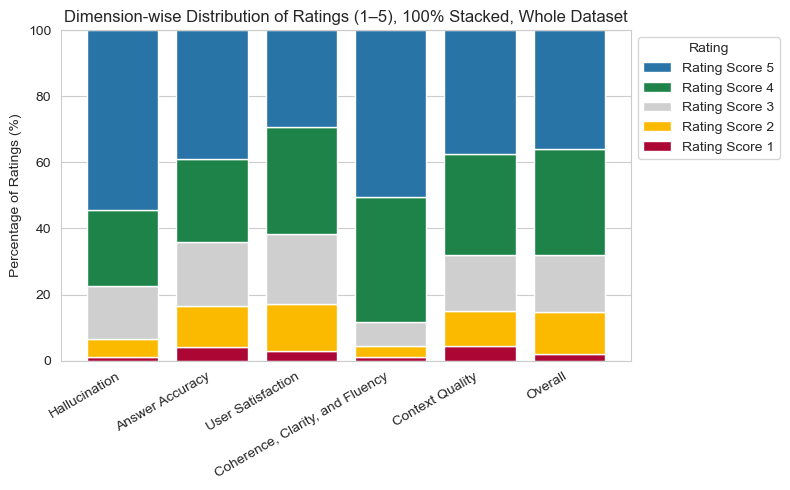 Dimension-wise Distribution of Ratings (1–5), 100% Stacked, Whole Dataset
Percentage of Ratings (%)
100
80
60
40
20
0
Hallucination
Answer Accuracy
User Satisfaction
Coherence, Clarity, and Fluency
Context Quality
Overall
Rating
Rating Score 5
Rating Score 4
Rating Score 3
Rating Score 2
Rating Score 1